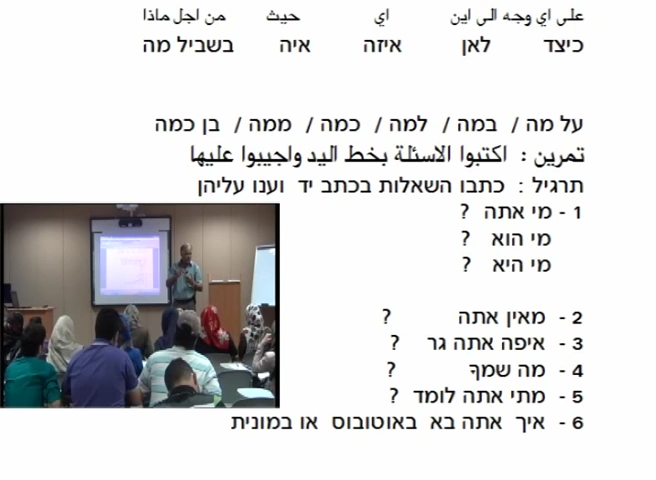 على اي وجه الى اين اي حيث من اجل ماذا
כיצד לאן איזה איה בשביל מה
על מה / במה / למה / כמה / ממה / בן כמה
تمرين : اكتبوا الاسئلة بخط اليد واجيبوا عليها
תרגיל : כתבו השאלות בכתב יד וענו עליהן
1 - מי אתה ?
מי הוא ?
מי היא ?
2 - מאין אתה ?
3 - איפה אתה גר ?
4 - מה שמך ?
5 - מתי אתה לומד ?
6 - איך אתה בא באוטובוס או במונית